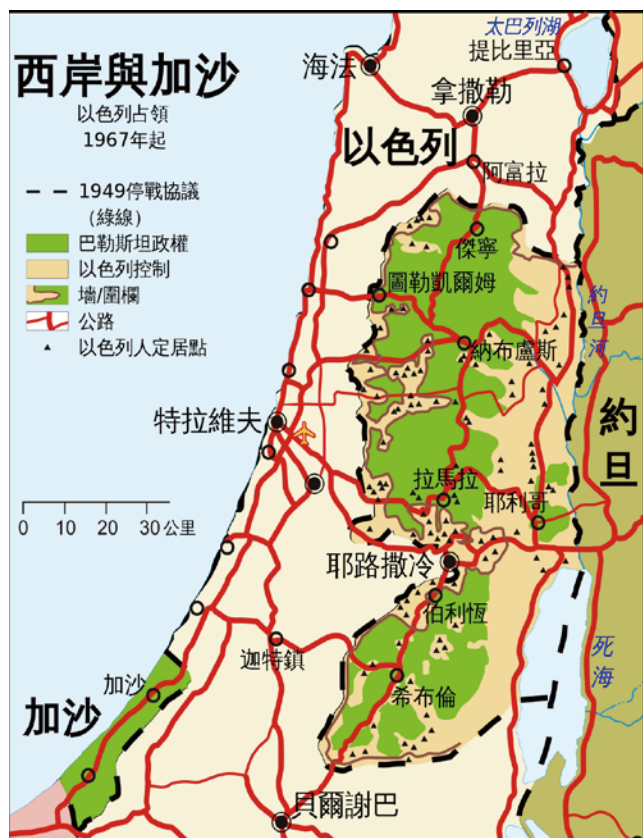 太巴列湖
提比里亞
海法
西岸與加沙
以色列占領
1967年起
拿撒勒
以色列
阿富拉
1949停戰協議
（綠線）
巴勒斯坦政權
以色列控制
墻/圍欄
公路
以色列人定居點
傑寧
圖勒凱爾姆
約旦河
納布盧斯
特拉維夫
約旦
拉馬拉
耶利哥
0 10 20 30公里
耶路撒冷
伯利恆
迦特鎮
死海
加沙
希布倫
加沙
貝爾謝巴